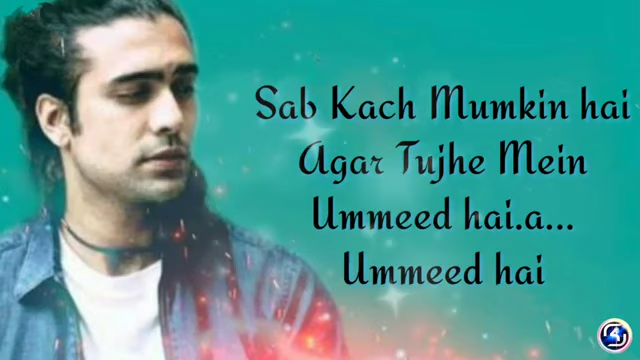 Sab Kach Mumkin hai
Agar Tujhe Mein
Ummeed hai.a...
Ummeed hai